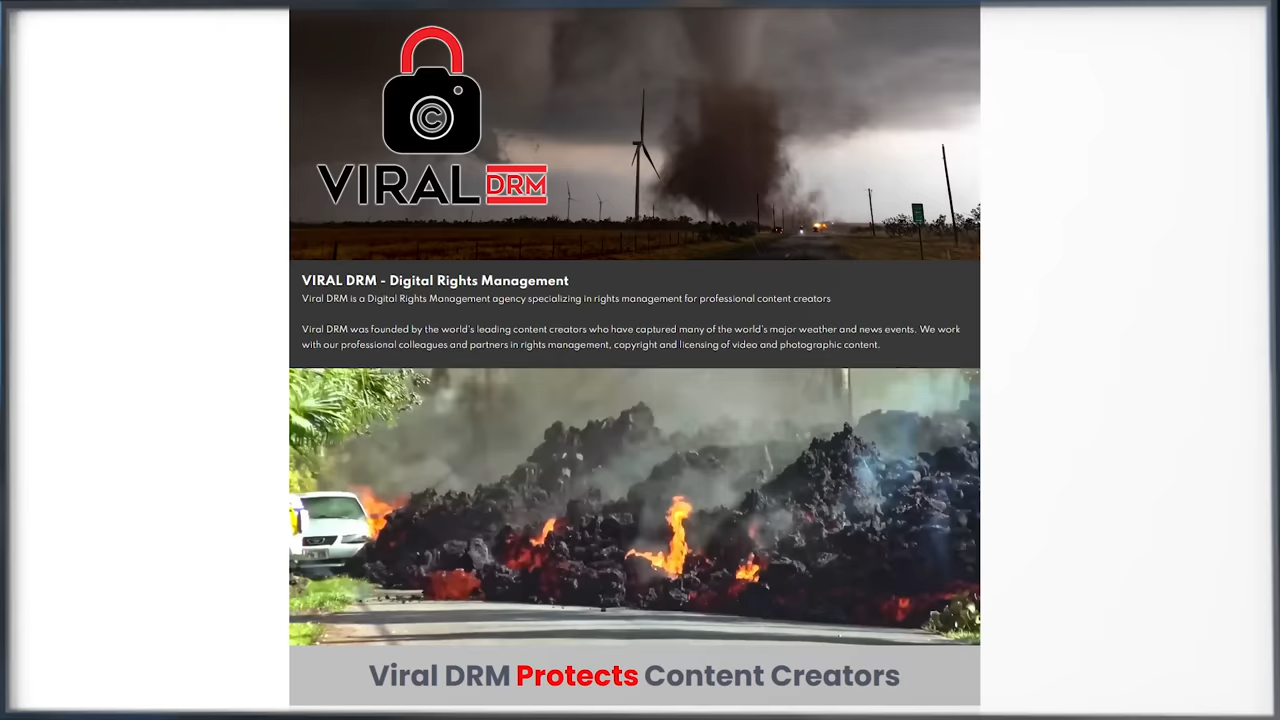 ©
VIRAL DRM
VIRAL DRM - Digital Rights Management
Viral DRM is a Digital Rights Management agency specializing in rights management for professional content creators
Viral DRM was founded by the world's leading content creators who have captured many of the world's major weather and news events. We work
with our professional colleagues and partners in rights management, copyright and licensing of video and photographic content.
Viral DRM Protects Content Creators